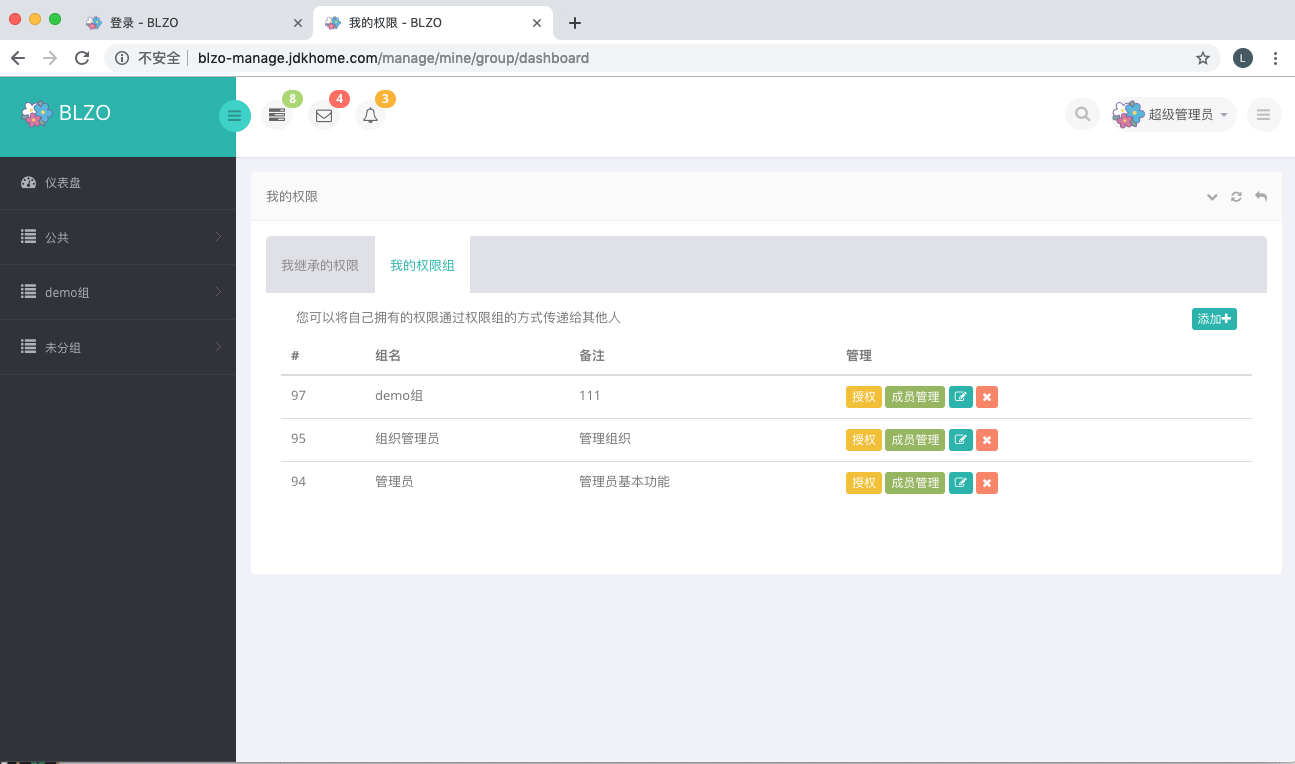 登录 - BLZO
我的权限 - BLZO
不安全 blzo-manage.jdkhome.com/manage/mine/group/dashboard
L
BLZO
8
4
3
超级管理员
仪表盘
公共
demo组
未分组
我的权限
我继承的权限 我的权限组
您可以将自己拥有的权限通过权限组的方式传递给其他人 添加
# 组名 备注 管理
97 demo组 111 授权 成员管理
95 组织管理员 管理组织 授权 成员管理
94 管理员 管理员基本功能 授权 成员管理